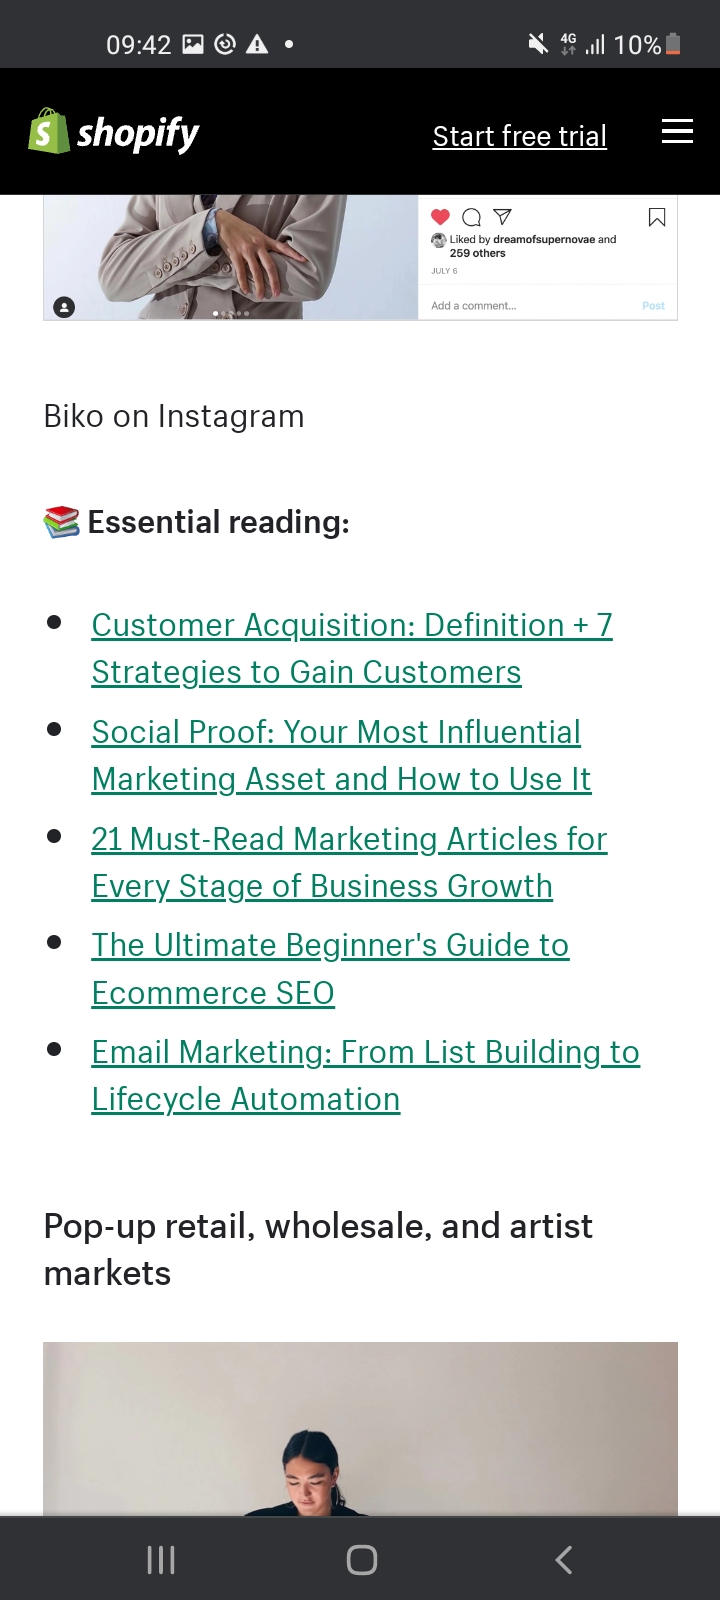 09:42
4G
10%
shopify
Start free trial
Liked by dreamofsupernovae and
259 others
JULY 6
Add a comment...
Post
Biko on Instagram
📚 Essential reading:
• Customer Acquisition: Definition + 7
Strategies to Gain Customers
• Social Proof: Your Most Influential
Marketing Asset and How to Use It
• 21 Must-Read Marketing Articles for
Every Stage of Business Growth
• The Ultimate Beginner's Guide to
Ecommerce SEO
• Email Marketing: From List Building to
Lifecycle Automation
Pop-up retail, wholesale, and artist
markets